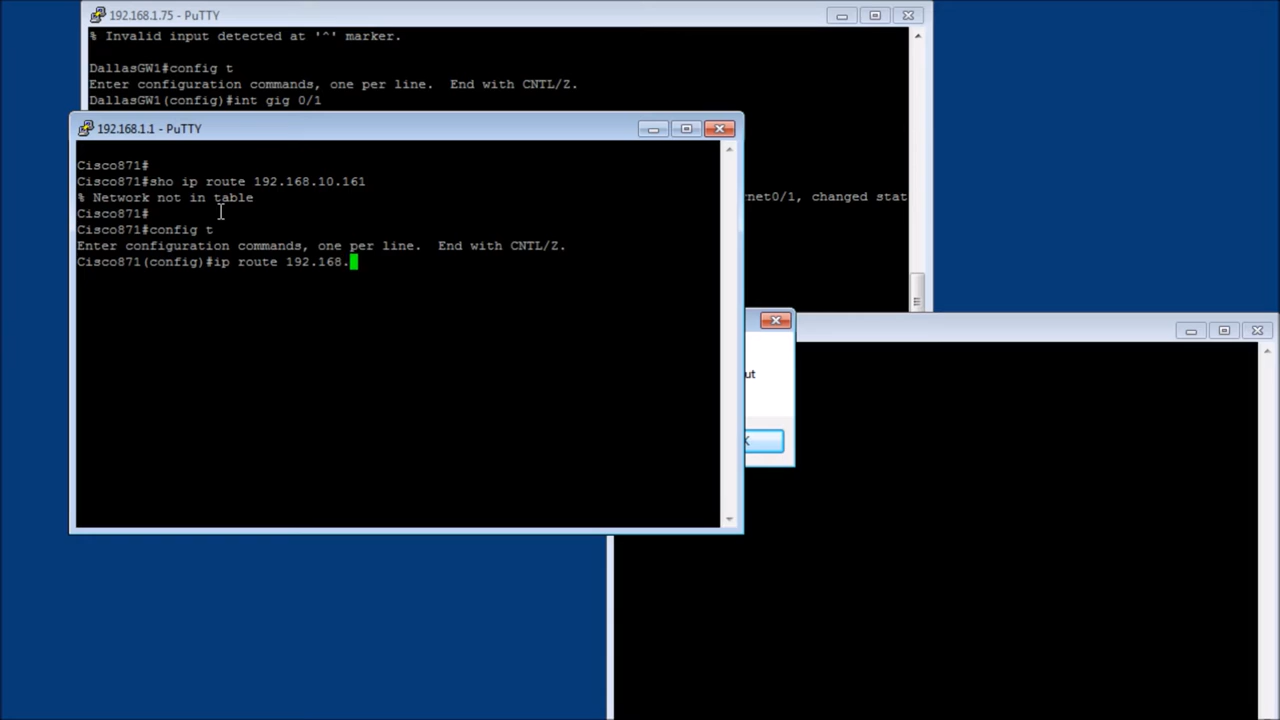 192.168.1.75 - PuTTY
% Invalid input detected at '^' marker.
DallasGW1#config t
Enter configuration commands, one per line.  End with CNTL/Z.
DallasGW1(config)#int gig 0/1
192.168.1.1 - PuTTY
Cisco871#
Cisco871#sho ip route 192.168.10.161
% Network not in table
Cisco871#
Cisco871#config t
Enter configuration commands, one per line.  End with CNTL/Z.
Cisco871(config)#ip route 192.168.
rnet0/1, changed stat
ut